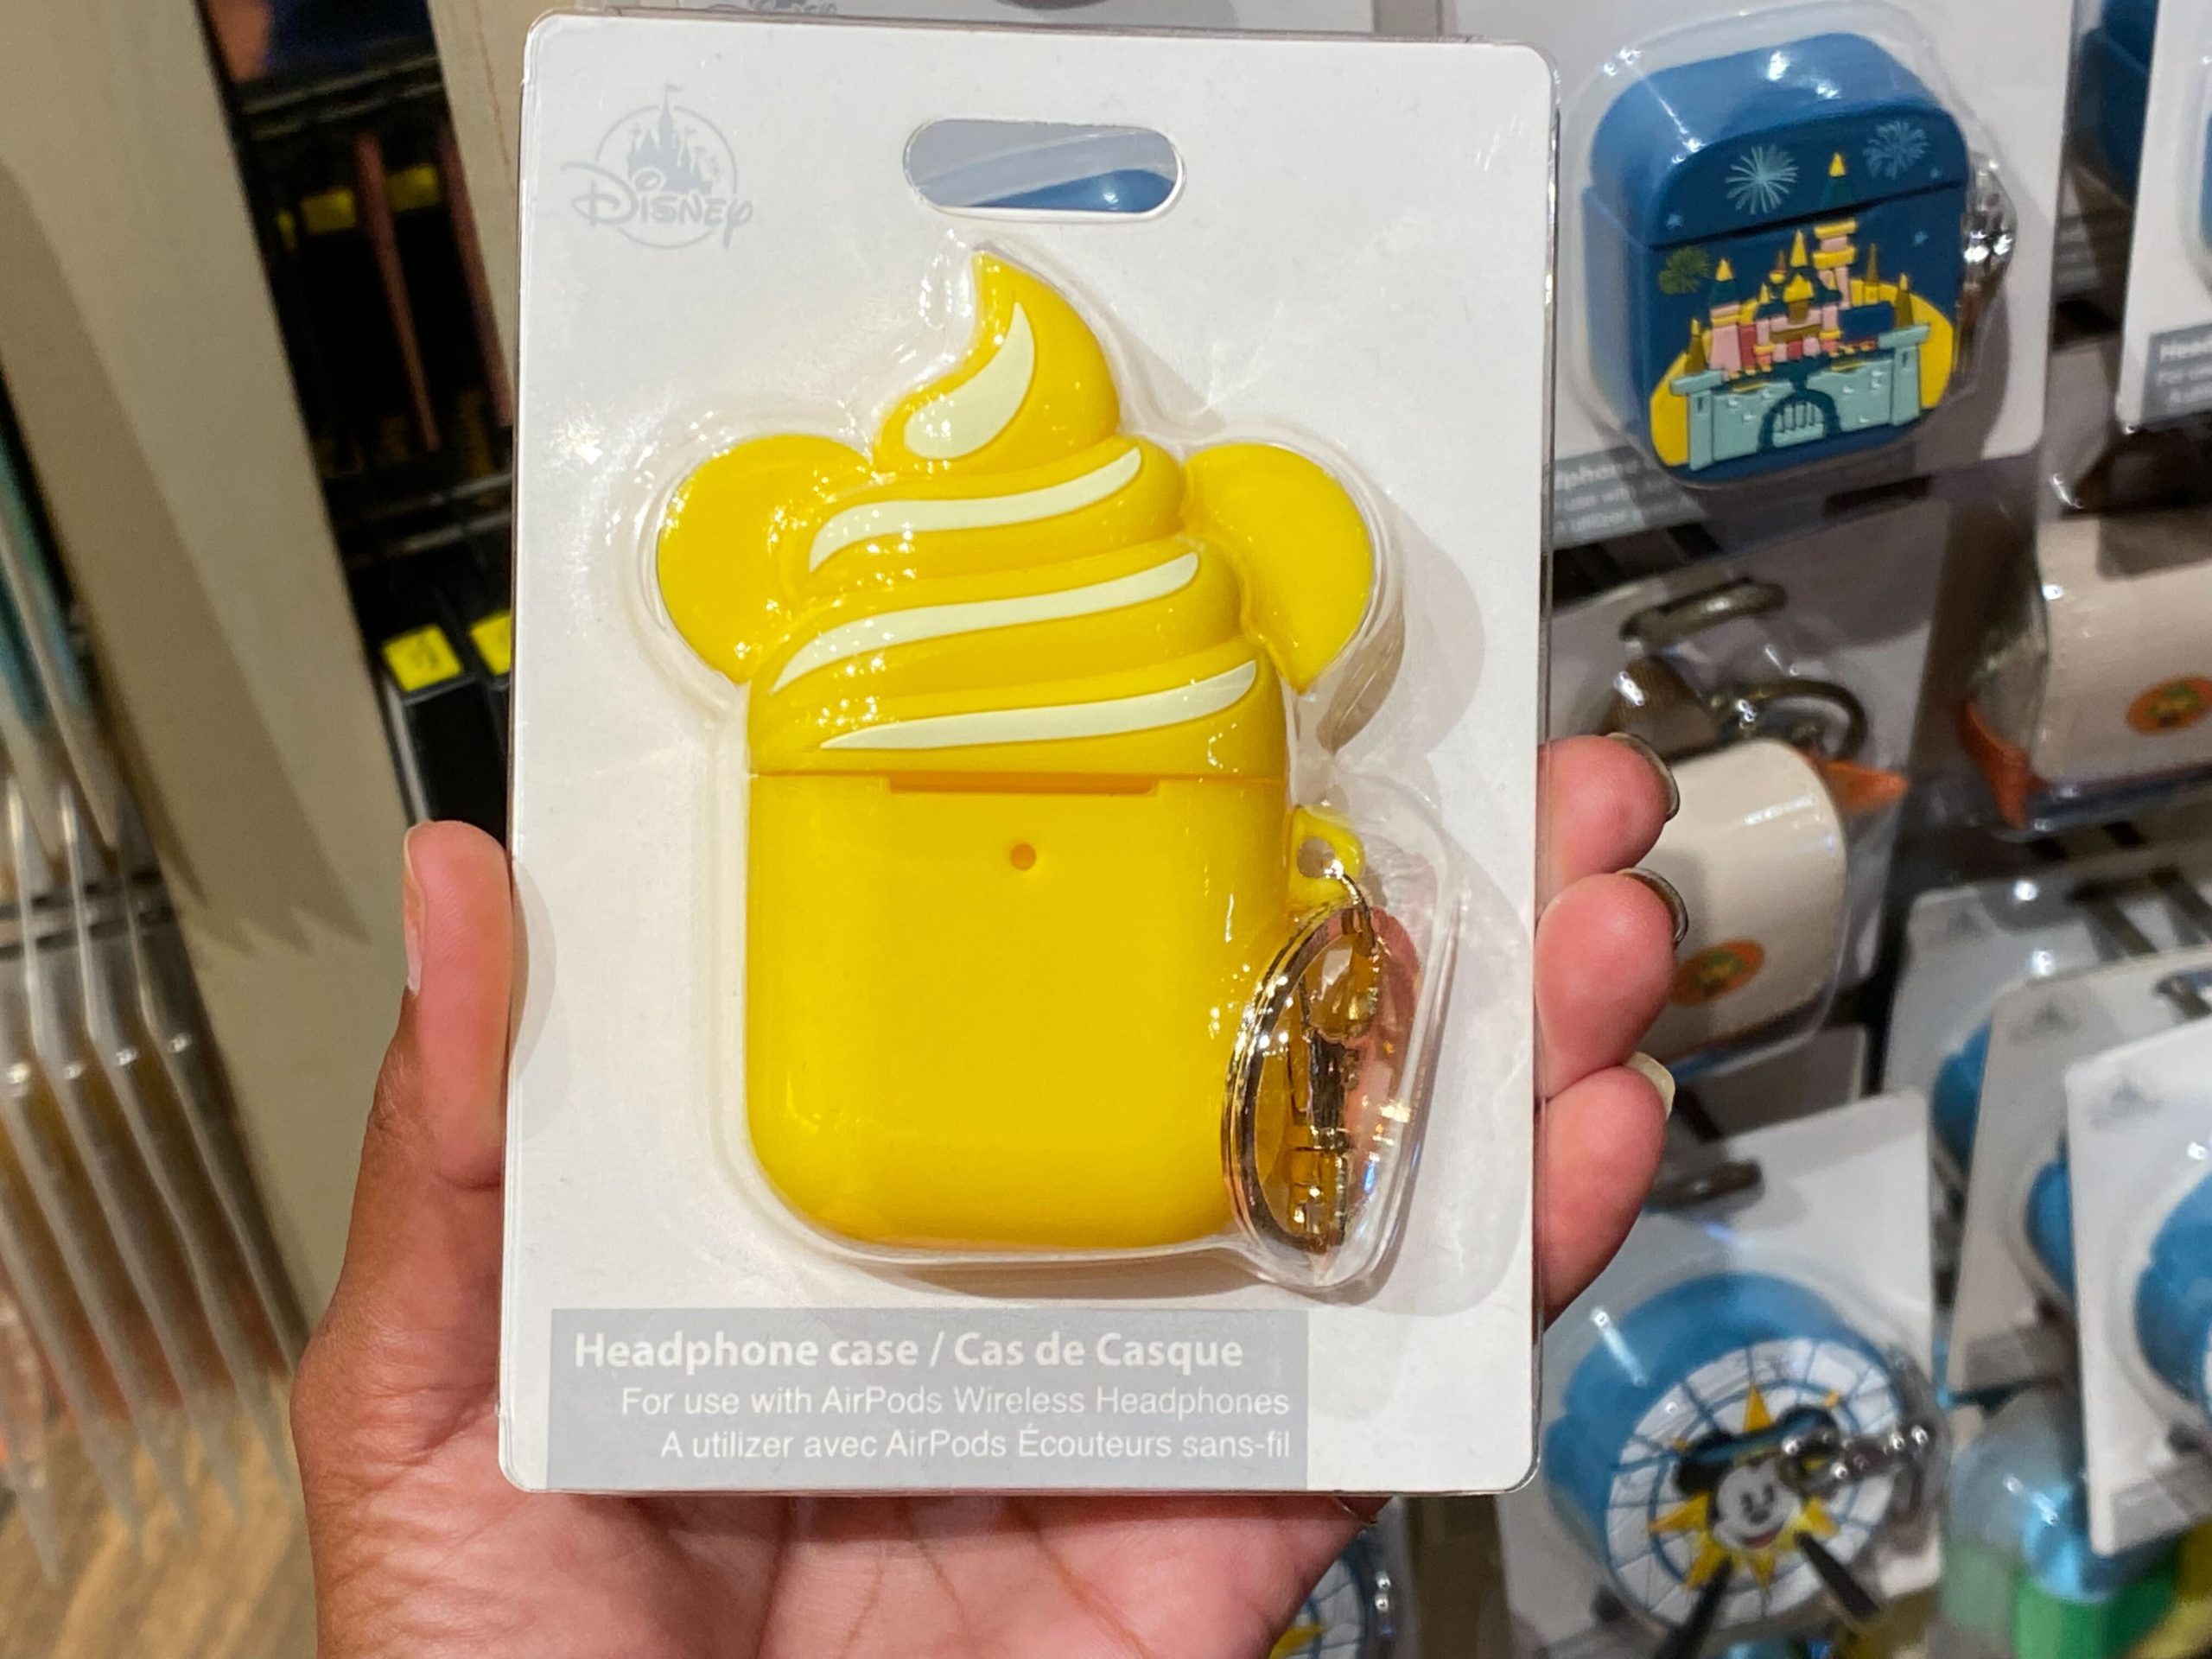 Disney
Headphone case / Cas de Casque
For use with AirPods Wireless Headphones
A utilizer avec AirPods Écouteurs sans-fil